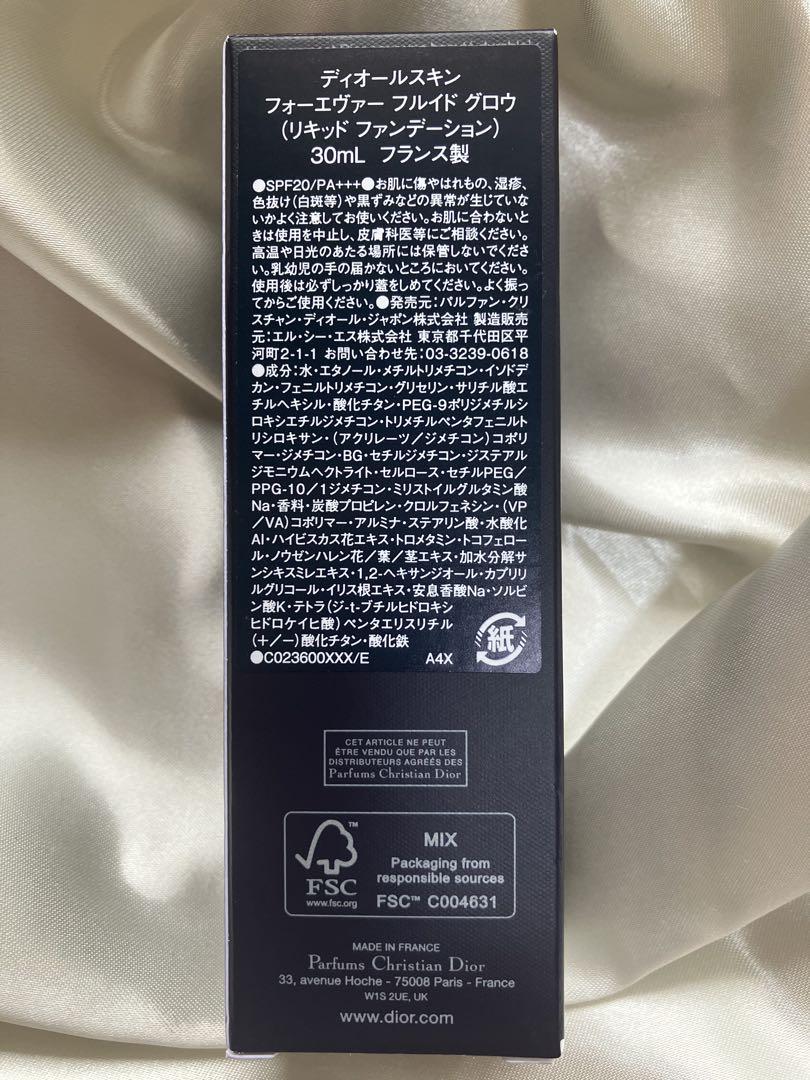 ディオールスキン
フォーエヴァー フルイド グロウ
(リキッド ファンデーション)
30mL フランス製
●SPF20/PA+++●お肌に傷やはれもの、湿疹、
色抜け(白斑等)や黒ずみなどの異常が生じていな
いかよく注意してお使いください。お肌に合わないと
きは使用を中止し、皮膚科医等にご相談ください。
高温や日光のあたる場所には保管しないでくださ
い。乳幼児の手の届かないところにおいてください。
使用後は必ずしっかり蓋をしめてください。よく振っ
てからご使用ください。●発売元:パルファン・クリ
スチャン・ディオール・ジャポン株式会社 製造販売
元:エル・シー・エス株式会社 東京都千代田区平
河町2-1-1 お問い合わせ先:03-3239-0618
●成分:水・エタノール・メチルトリメチコン・イソドデ
カン・フェニルトリメチコン・グリセリン・サリチル酸エ
チルヘキシル・酸化チタン・PEG-9ポリジメチルシ
ロキシエチルジメチコン・トリメチルペンタフェニルト
リシロキサン・(アクリレーツ/ジメチコン)コポリ
マー・ジメチコン・BG・セチルジメチコン・ジステアル
ジモニウムヘクトライト・セルロース・セチルPEG/
PPG-10/1ジメチコン・ミリストイルグルタミン酸
Na・香料・炭酸プロピレン・クロルフェネシン・(VP
/VA)コポリマー・アルミナ・ステアリン酸・水酸化
Al・ハイビスカス花エキス・トロメタミン・トコフェロー
ル・ノウゼンハレン花/葉/茎エキス・加水分解サ
ンシキスミレエキス・1,2-ヘキサンジオール・カプリリ
ルグリコール・イリス根エキス・安息香酸Na・ソルビ
ン酸K・テトラ(ジ-t-ブチルヒドロキシ
ヒドロケイヒ酸)ペンタエリスリチル
(+/−)酸化チタン・酸化鉄
●C023600XXX/E A4X
紙
CET ARTICLE NE PEUT
ÊTRE VENDU QUE PAR LES
DISTRIBUTEURS AGRÉÉS DES
Parfums Christian Dior
FSC
www.fsc.org
MIX
Packaging from
responsible sources
FSC™ C004631
MADE IN FRANCE
Parfums Christian Dior
33, avenue Hoche - 75008 Paris - France
W1S 2UE, UK
www.dior.com